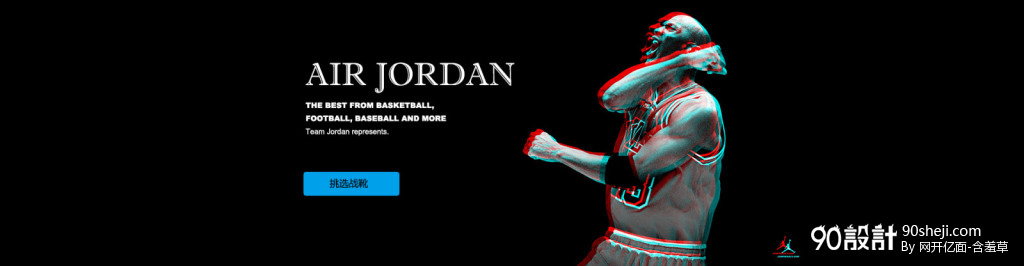 AIR JORDAN
THE BEST FROM BASKETBALL,
FOOTBALL, BASEBALL AND MORE
Team Jordan represents.
挑选战靴
90設計
90sheji.com
By 网开亿面-含羞草